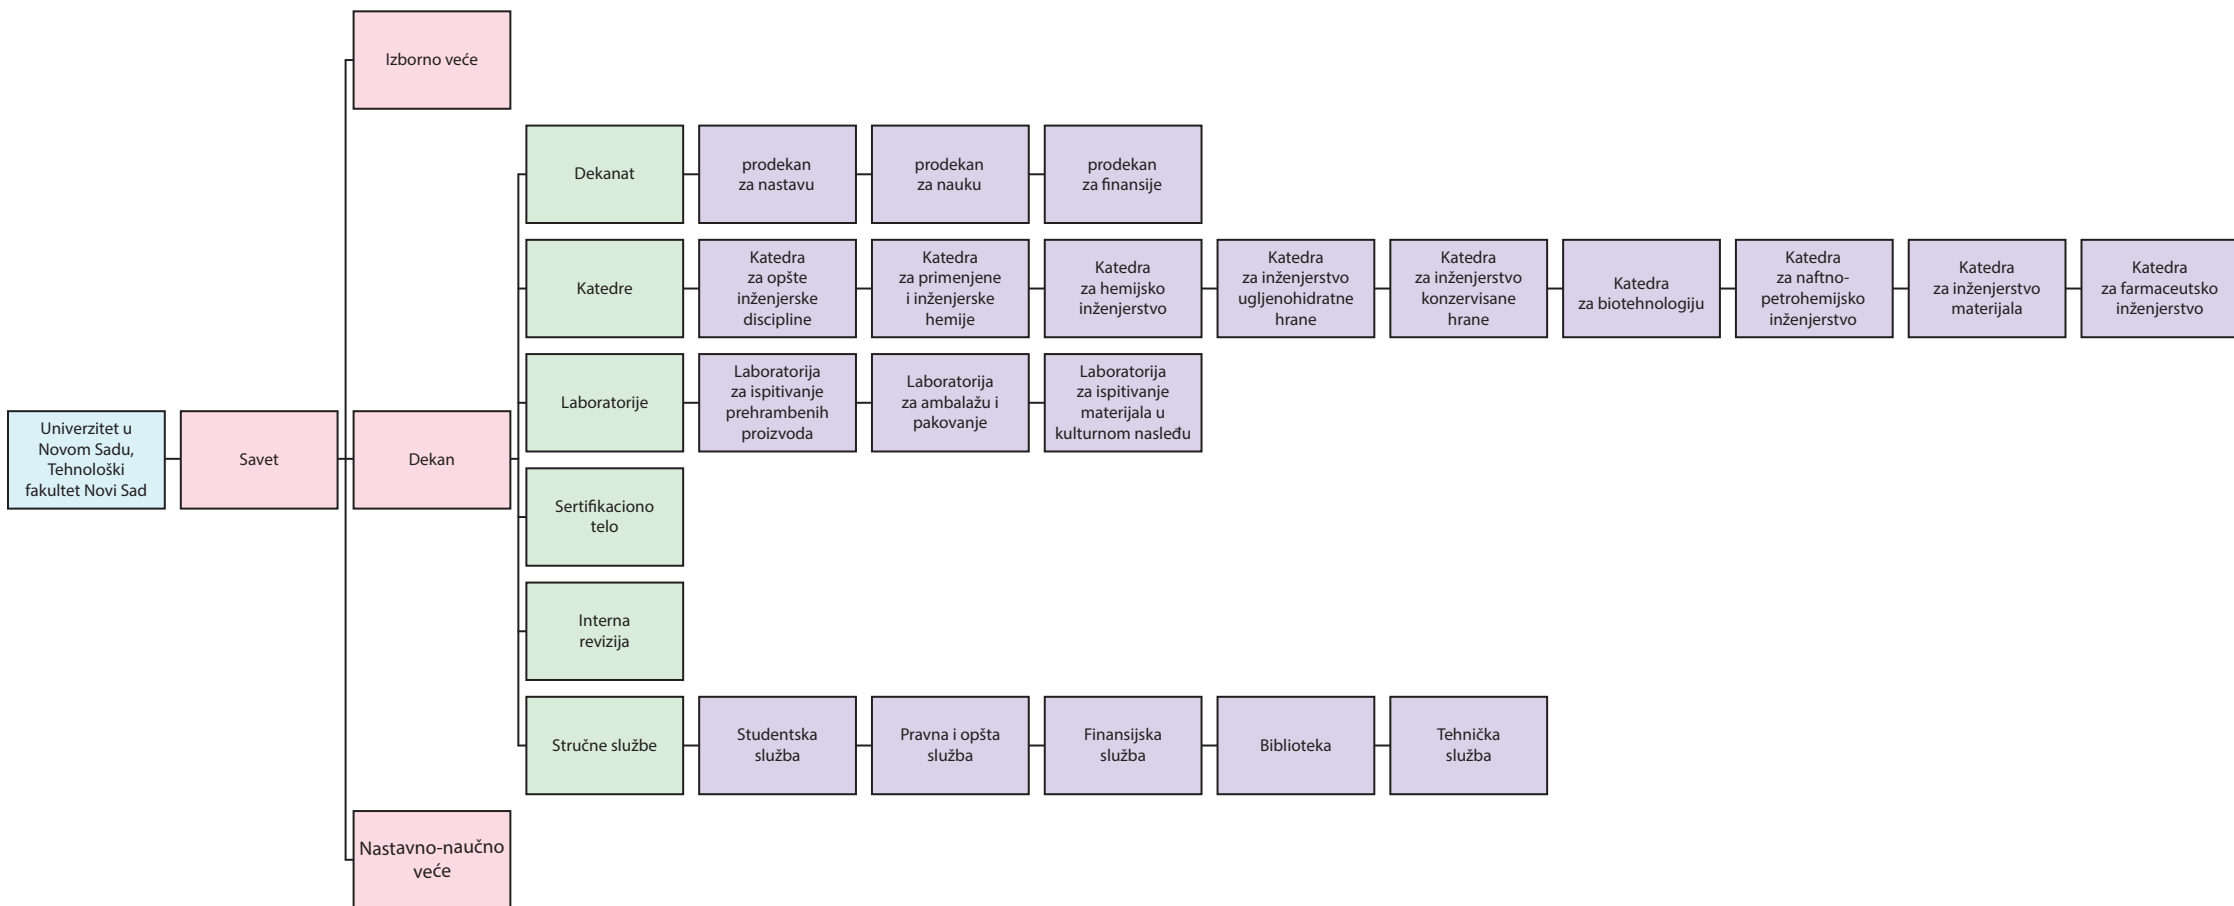 Izborno veće
Dekanat
prodekan
za nastavu
prodekan
za nauku
prodekan
za finansije
Katedre
Katedra
za opšte
inženjerske
discipline
Katedra
za primenjene
i inženjerske
hemije
Katedra
za hemijsko
inženjerstvo
Katedra
za inženjerstvo
ugljenohidratne
hrane
Katedra
za inženjerstvo
konzervisane
hrane
Katedra
za biotehnologiju
Katedra
za naftno-
petrohemijsko
inženjerstvo
Katedra
za inženjerstvo
materijala
Katedra
za farmaceutsko
inženjerstvo
Laboratorije
Laboratorija
za ispitivanje
prehrambenih
proizvoda
Laboratorija
za ambalažu i
pakovanje
Laboratorija
za ispitivanje
materijala u
kulturnom nasleđu
Univerzitet u
Novom Sadu,
Tehnološki
fakultet Novi Sad
Savet
Dekan
Sertifikaciono
telo
Interna
revizija
Stručne službe
Studentska
služba
Pravna i opšta
služba
Finansijska
služba
Biblioteka
Tehnička
služba
Nastavno-naučno
veće